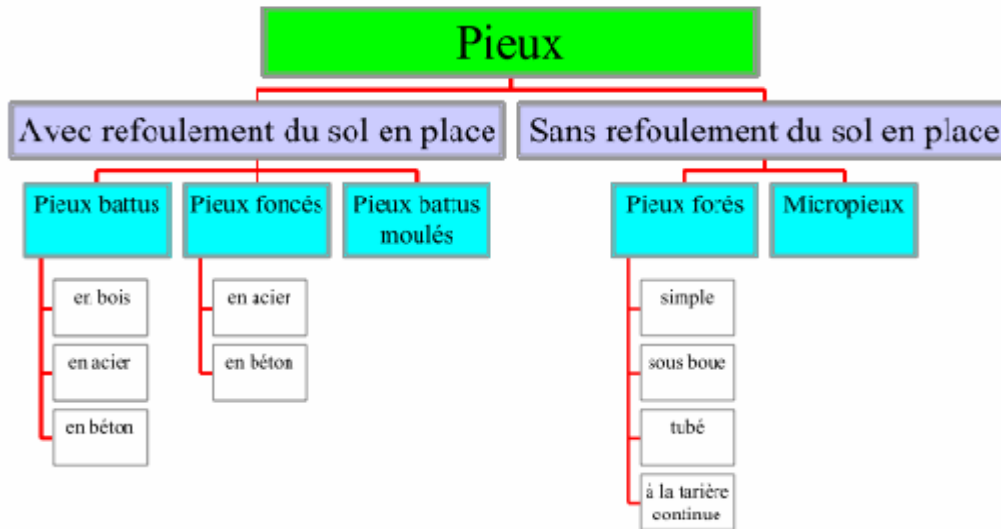 Pieux
Avec refoulement du sol en place
Sans refoulement du sol en place
Pieux battus
Pieux foncés
Pieux battus
moulés
Pieux forés
Micropieux
en bois
en acier
en béton
en acier
en béton
simple
sous boue
tubé
à la tarière
continue